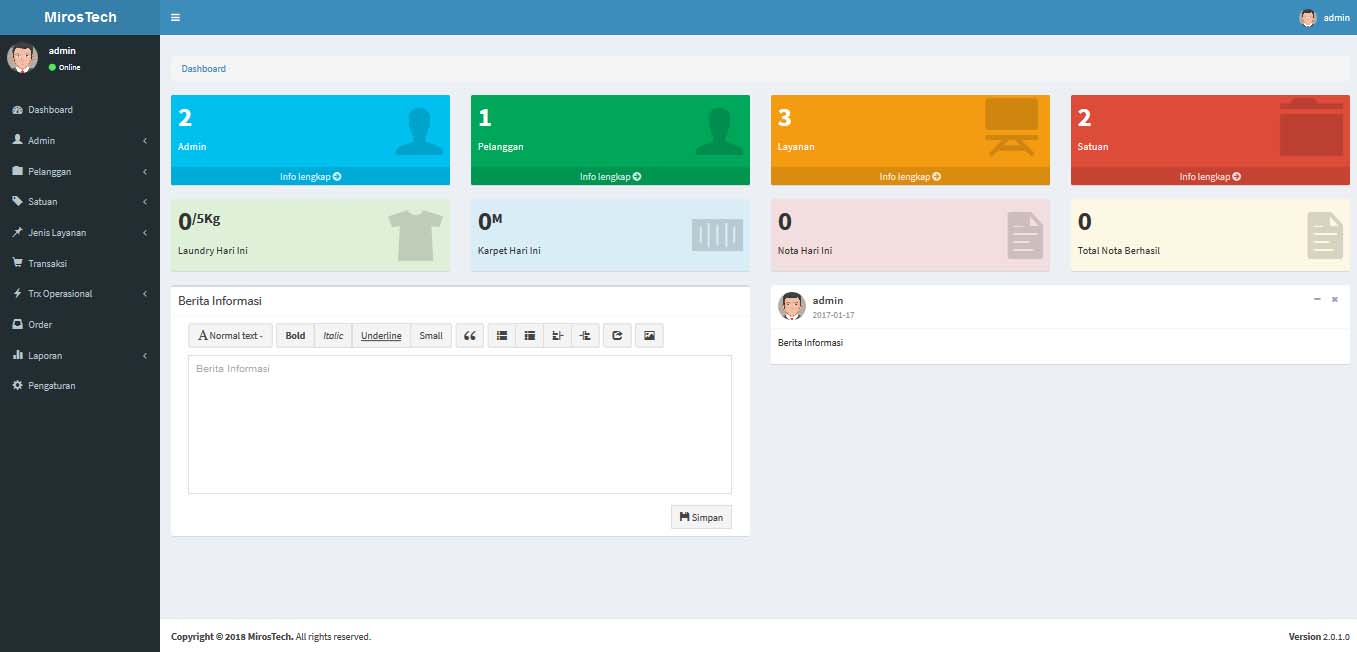 MirosTech
admin
admin
Online
Dashboard
Admin
Pelanggan
Satuan
Jenis Layanan
Transaksi
Trx Operasional
Order
Laporan
Pengaturan
Dashboard
2
Admin
Info lengkap
1
Pelanggan
Info lengkap
3
Layanan
Info lengkap
2
Satuan
Info lengkap
0/5Kg
Laundry Hari Ini
0M
Karpet Hari Ini
0
Nota Hari Ini
0
Total Nota Berhasil
Berita Informasi
A Normal text - Bold Italic Underline Small
Berita Informasi
Simpan
admin
2017-01-17
Berita Informasi
Copyright © 2018 MirosTech. All rights reserved.
Version 2.0.1.0